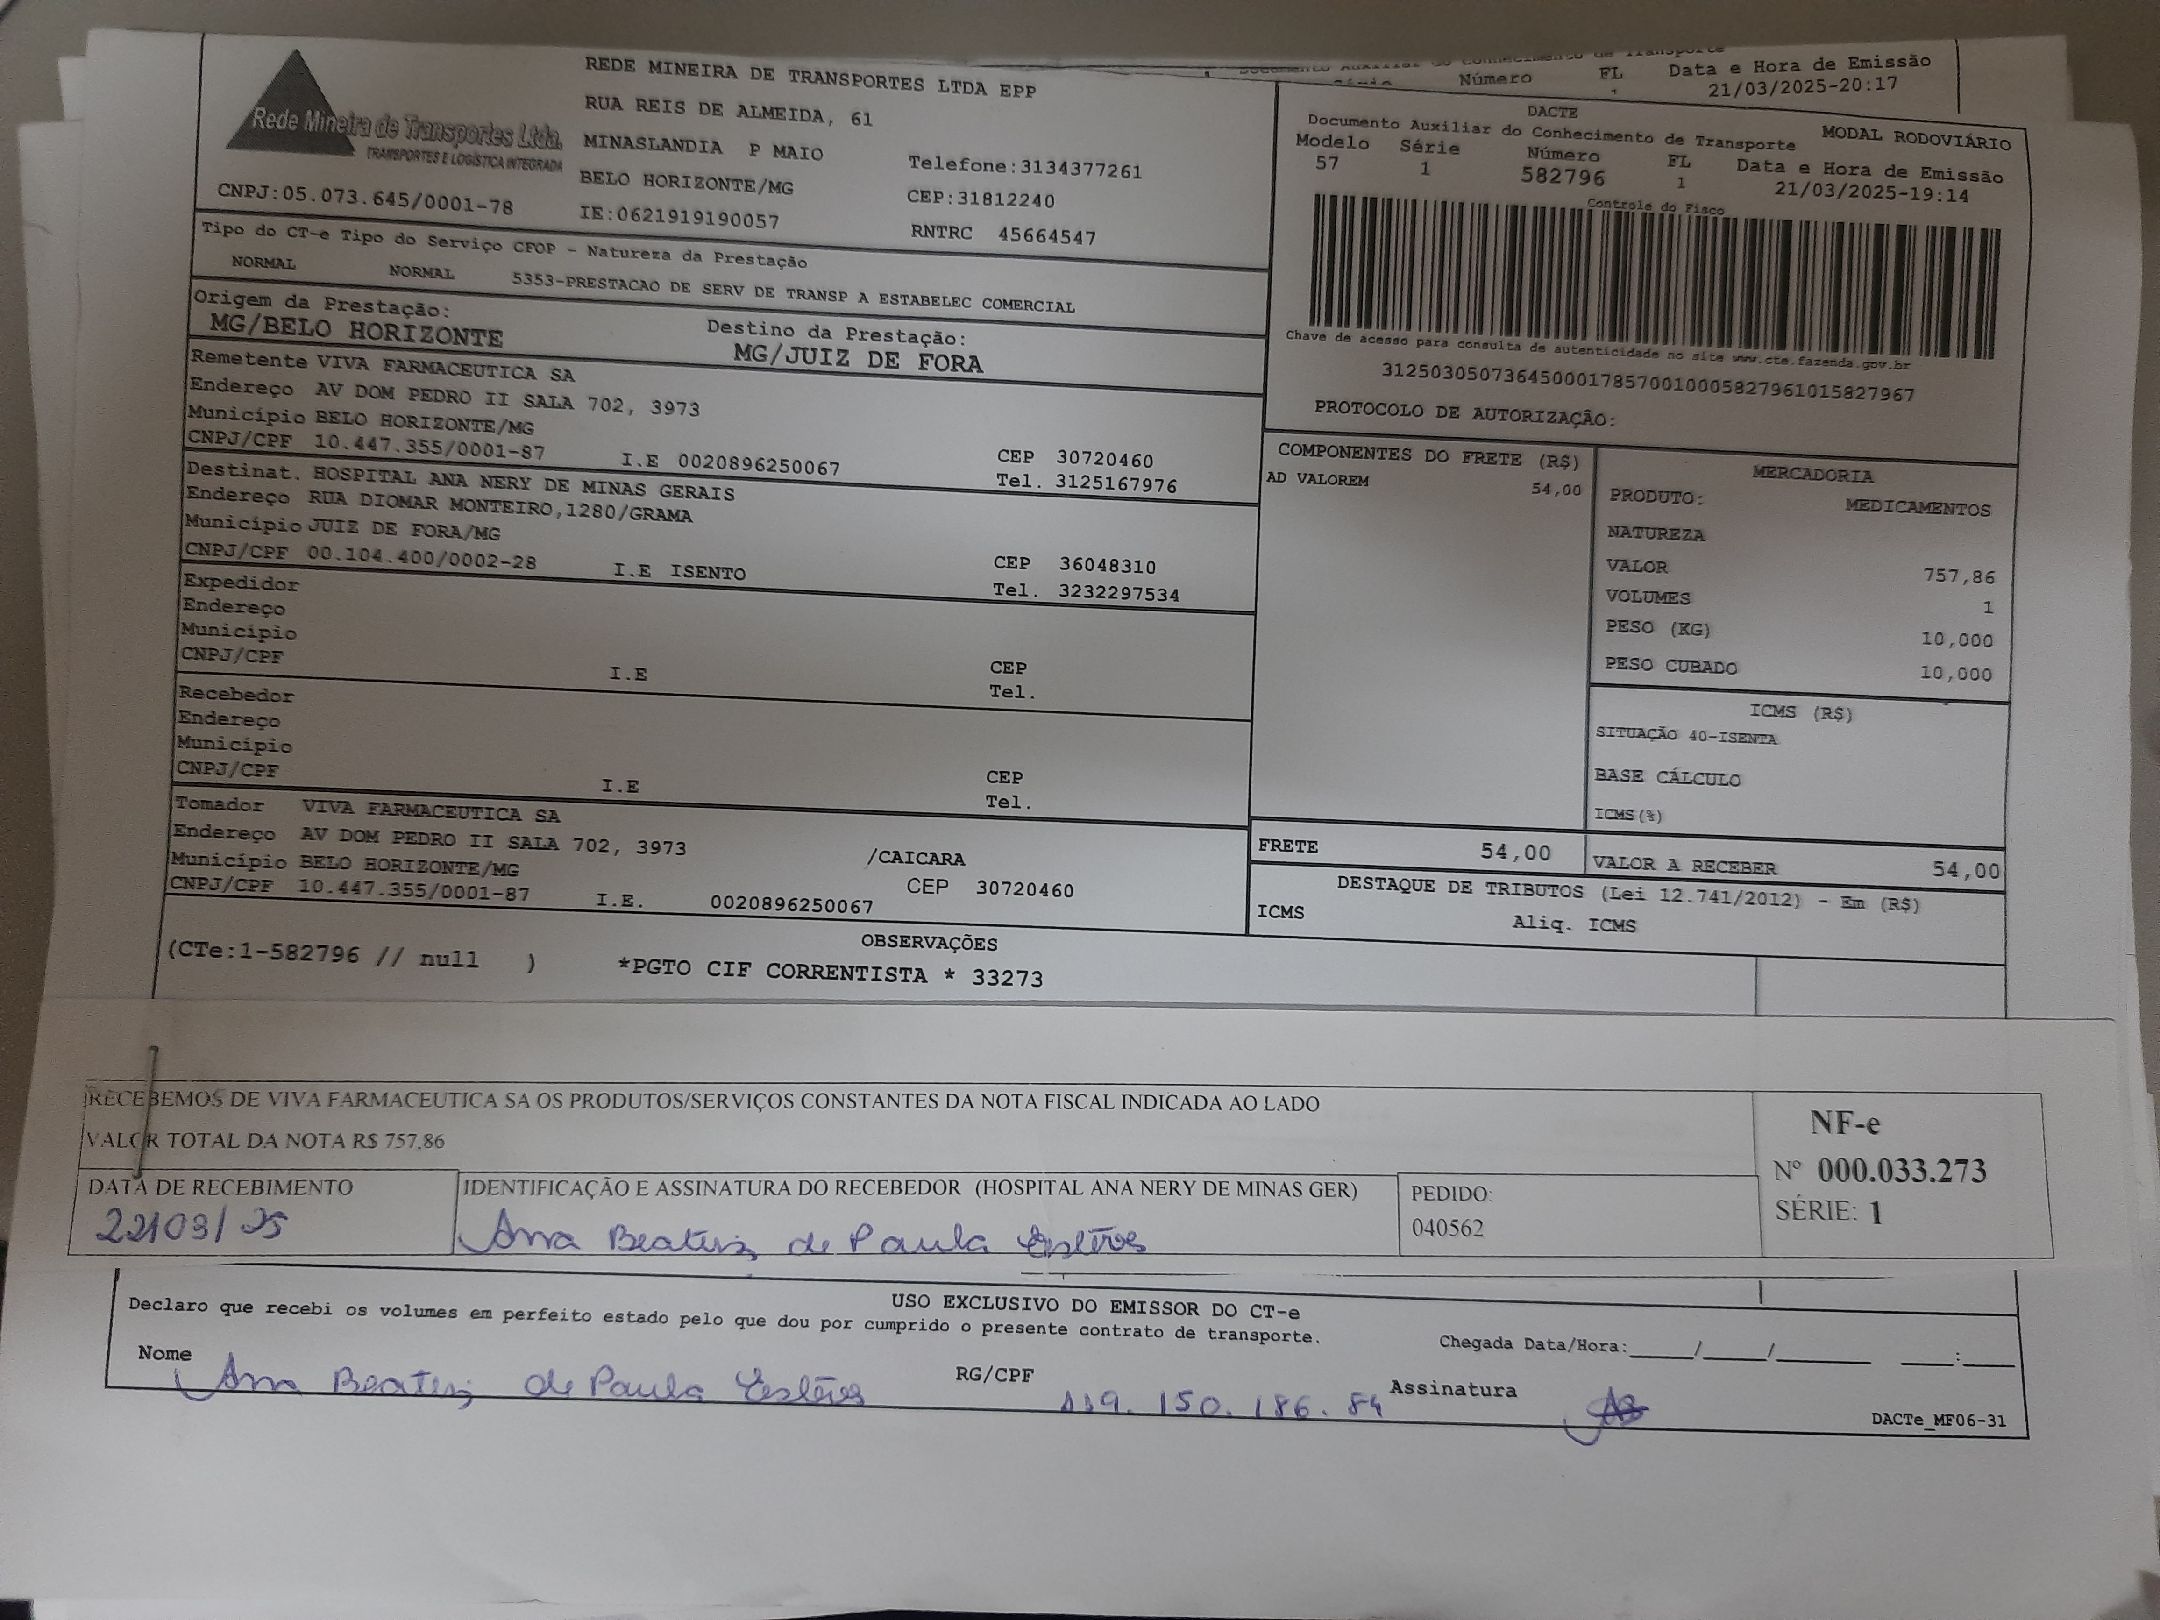 Número FL Data e Hora de Emissão
21/03/2025-20:17
Rede Mineira de Transportes Ltda.
TRANSPORTES E LOGÍSTICA INTEGRADA
CNPJ:05.073.645/0001-78
REDE MINEIRA DE TRANSPORTES LTDA EPP
RUA REIS DE ALMEIDA, 61
MINASLANDIA P MAIO Telefone:3134377261
BELO HORIZONTE/MG CEP:31812240
IE:0621919190057 RNTRC 45664547
DACTE
Documento Auxiliar do Conhecimento de Transporte MODAL RODOVIÁRIO
Modelo Série Número FL Data e Hora de Emissão
57 1 582796 1 21/03/2025-19:14
Controle do Fisco
Chave de acesso para consulta de autenticidade no site www.cte.fazenda.gov.br
31250305073645000178570010005827961015827967
PROTOCOLO DE AUTORIZAÇÃO:
Tipo do CT-e Tipo do Serviço CFOP - Natureza da Prestação
NORMAL NORMAL 5353-PRESTACAO DE SERV DE TRANSP A ESTABELEC COMERCIAL
Origem da Prestação: Destino da Prestação:
MG/BELO HORIZONTE MG/JUIZ DE FORA
Remetente VIVA FARMACEUTICA SA
Endereço AV DOM PEDRO II SALA 702, 3973
Município BELO HORIZONTE/MG CEP 30720460
CNPJ/CPF 10.447.355/0001-87 I.E 0020896250067 Tel. 3125167976
Destinat. HOSPITAL ANA NERY DE MINAS GERAIS
Endereço RUA DIOMAR MONTEIRO,1280/GRAMA
Município JUIZ DE FORA/MG CEP 36048310
CNPJ/CPF 00.104.400/0002-28 I.E ISENTO Tel. 3232297534
Expedidor
Endereço
Município CEP
CNPJ/CPF I.E Tel.
Recebedor
Endereço
Município CEP
CNPJ/CPF I.E Tel.
Tomador VIVA FARMACEUTICA SA
Endereço AV DOM PEDRO II SALA 702, 3973 /CAICARA
Município BELO HORIZONTE/MG CEP 30720460
CNPJ/CPF 10.447.355/0001-87 I.E. 0020896250067
COMPONENTES DO FRETE (R$)
AD VALOREM 54,00
MERCADORIA
PRODUTO: MEDICAMENTOS
NATUREZA
VALOR 757,86
VOLUMES 1
PESO (KG) 10,000
PESO CUBADO 10,000
ICMS (R$)
SITUAÇÃO 40-ISENTA
BASE CÁLCULO
ICMS(%)
FRETE 54,00 VALOR A RECEBER 54,00
DESTAQUE DE TRIBUTOS (Lei 12.741/2012) - Em (R$)
ICMS Aliq. ICMS
OBSERVAÇÕES
(CTe:1-582796 // null ) *PGTO CIF CORRENTISTA * 33273
RECEBEMOS DE VIVA FARMACEUTICA SA OS PRODUTOS/SERVIÇOS CONSTANTES DA NOTA FISCAL INDICADA AO LADO
VALOR TOTAL DA NOTA R$ 757,86
DATA DE RECEBIMENTO IDENTIFICAÇÃO E ASSINATURA DO RECEBEDOR (HOSPITAL ANA NERY DE MINAS GER)
22/03/25 Ana Beatriz de Paula Estêves
PEDIDO:
040562
NF-e
Nº 000.033.273
SÉRIE: 1
USO EXCLUSIVO DO EMISSOR DO CT-e
Declaro que recebi os volumes em perfeito estado pelo que dou por cumprido o presente contrato de transporte.
Chegada Data/Hora:_____/_____/_______ ____:____
Nome Ana Beatriz de Paula Estêves RG/CPF 119.150.186.84 Assinatura
DACTe_MF06-31